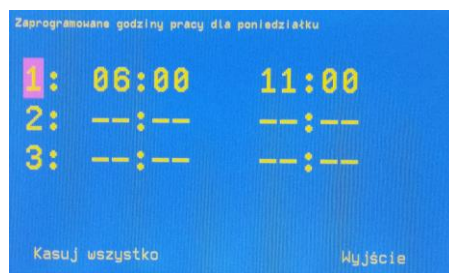 Zaprogramowane godziny pracy dla poniedziałku
1: 06:00 11:00
2: --:-- --:--
3: --:-- --:--
Kasuj wszystko Wyjście